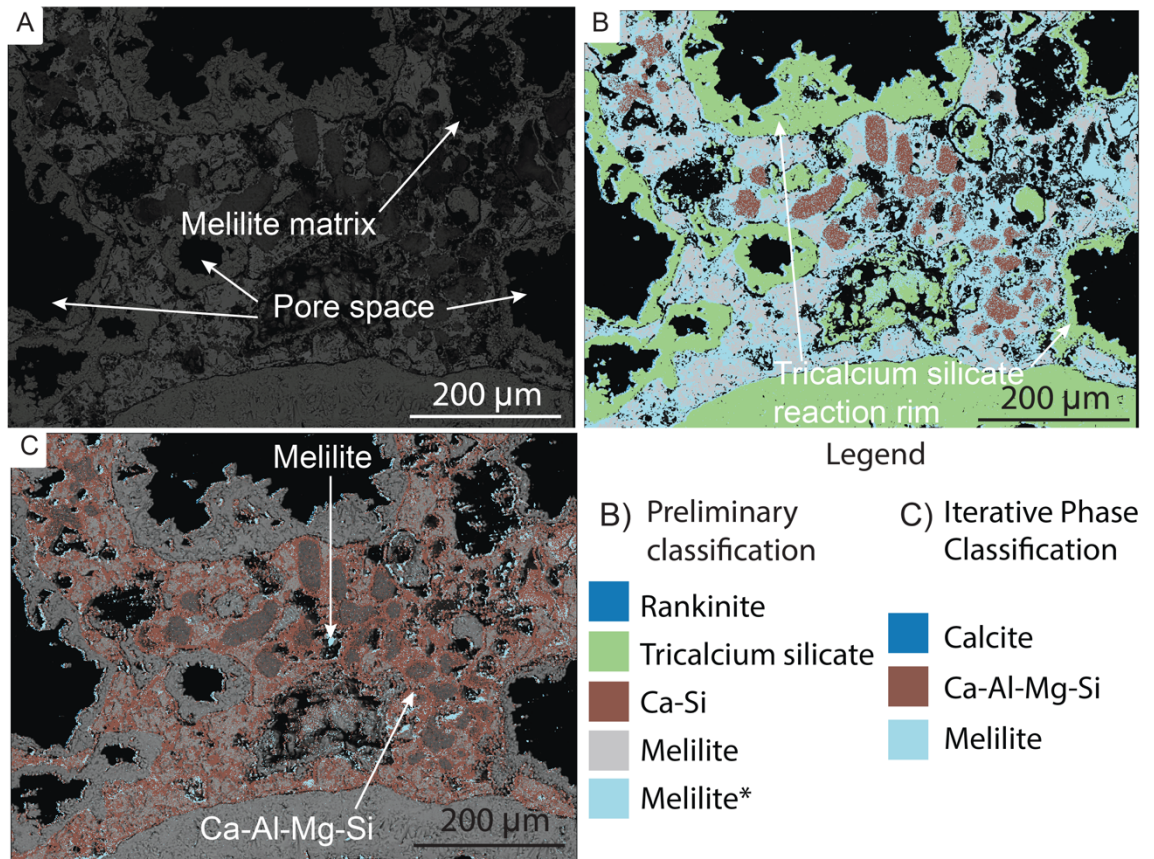 A
Melilite matrix
Pore space
200 µm
B
Tricalcium silicate
reaction rim
200 µm
C
Melilite
Ca-Al-Mg-Si
200 µm
Legend
B) Preliminary
classification
Rankinite
Tricalcium silicate
Ca-Si
Melilite
Melilite*
C) Iterative Phase
Classification
Calcite
Ca-Al-Mg-Si
Melilite